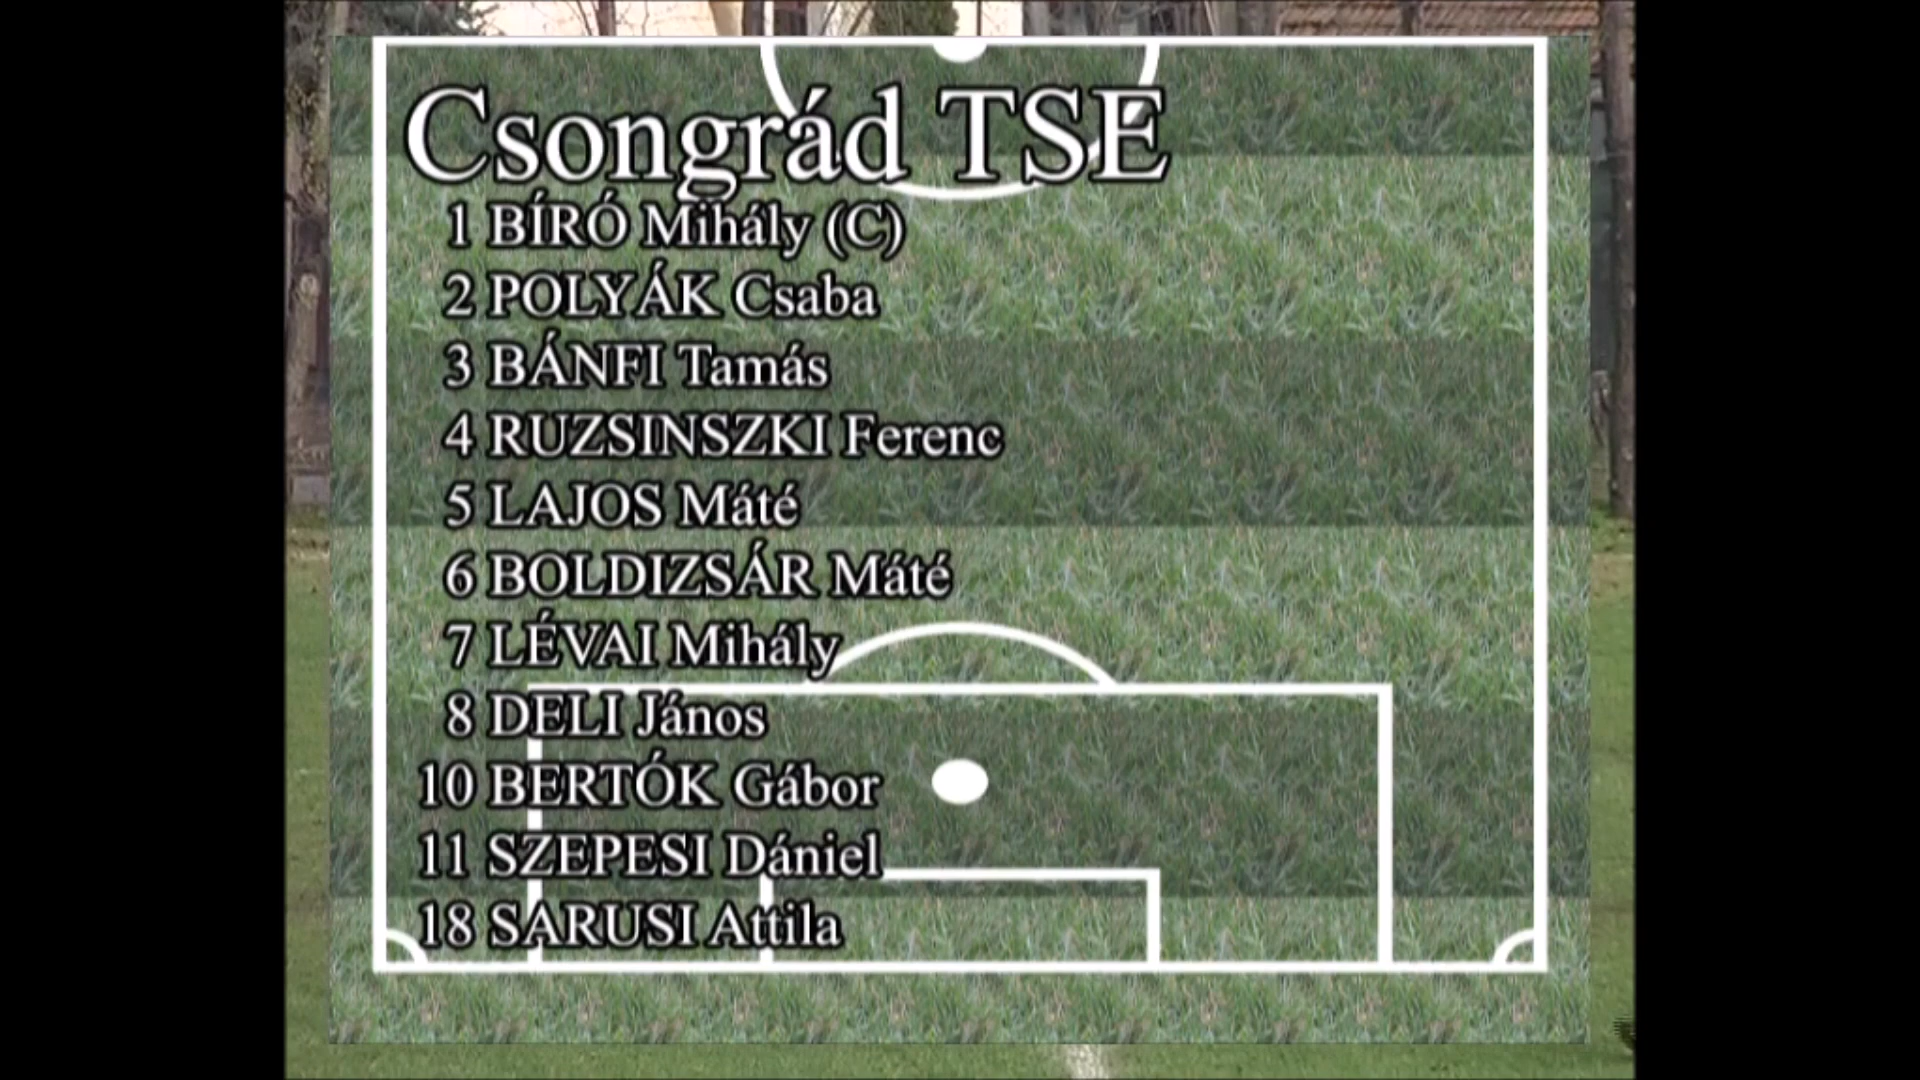 Csongrád TSE
1 BÍRÓ Mihály (C)
2 POLYÁK Csaba
3 BÁNFI Tamás
4 RUZSINSZKI Ferenc
5 LAJOS Máté
6 BOLDIZSÁR Máté
7 LÉVAI Mihály
8 DELI János
10 BERTÓK Gábor
11 SZEPESI Dániel
18 SARUSI Attila